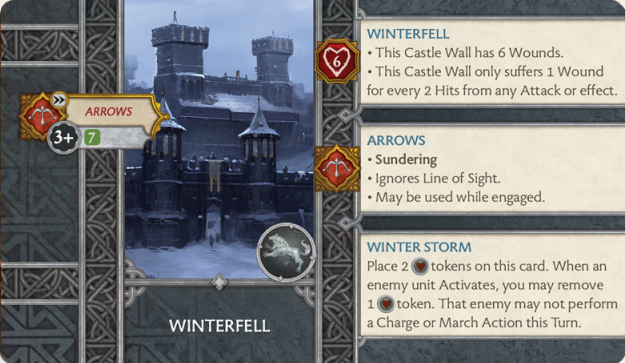 ARROWS
3+
7
WINTERFELL
6
WINTERFELL
• This Castle Wall has 6 Wounds.
• This Castle Wall only suffers 1 Wound
for every 2 Hits from any Attack or effect.
ARROWS
• Sundering
• Ignores Line of Sight.
• May be used while engaged.
WINTER STORM
Place 2 tokens on this card. When an
enemy unit Activates, you may remove
1 token. That enemy may not perform
a Charge or March Action this Turn.